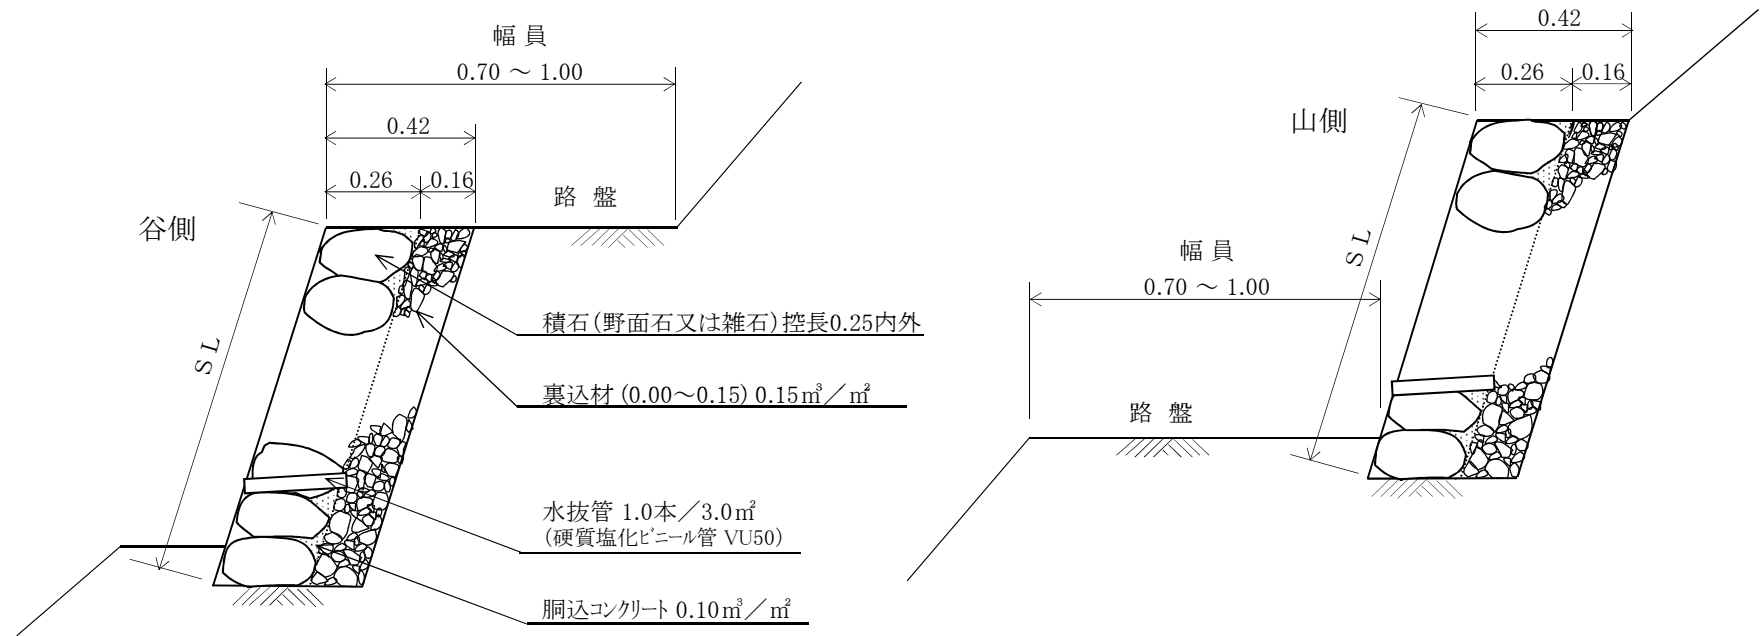 幅 員
0.70 ～ 1.00
0.42
0.26
0.16
路 盤
谷側
ＳＬ
積石（野面石又は雑石）控長0.25内外
裏込材（0.00～0.15）0.15㎥／㎡
水抜管 1.0本／3.0㎡
（硬質塩化ﾋﾞﾆｰﾙ管 VU50）
胴込ｺﾝｸﾘｰﾄ 0.10㎥／㎡
0.42
0.26
0.16
山側
ＳＬ
幅 員
0.70 ～ 1.00
路 盤